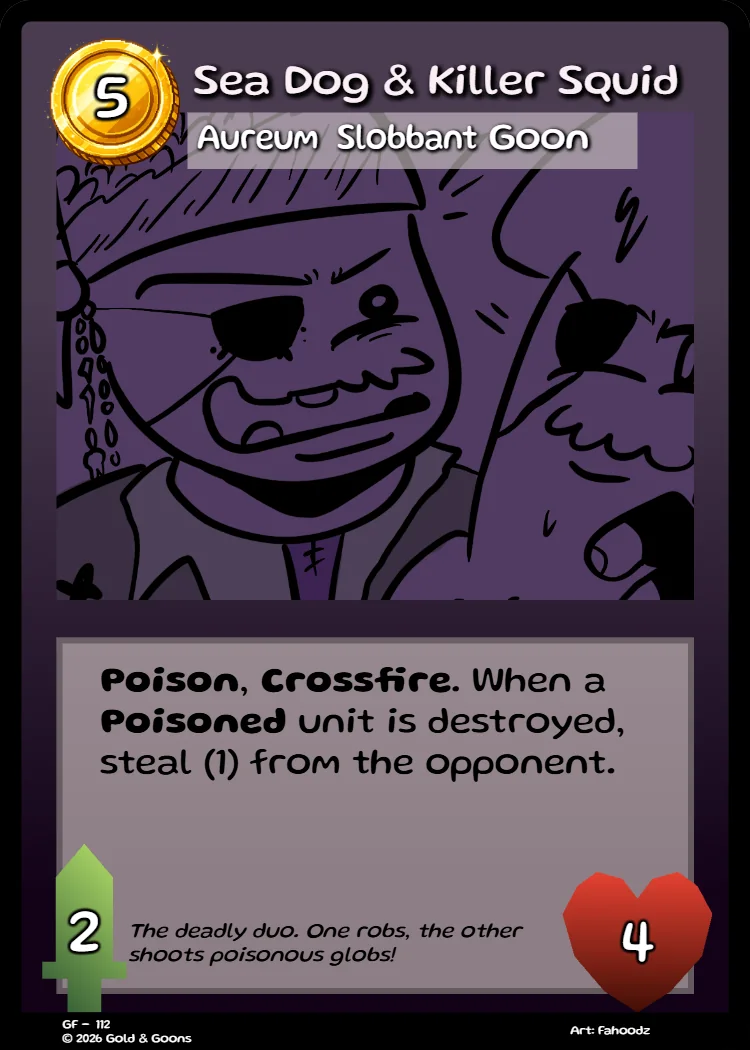 5
Sea Dog & Killer Squid
Aureum Slobbant Goon
Poison, Crossfire. When a
Poisoned unit is destroyed,
steal (1) from the opponent.
2
The deadly duo. One robs, the other
shoots poisonous globs!
4
GF - 112
© 2026 Gold & Goons
Art: fahoodz